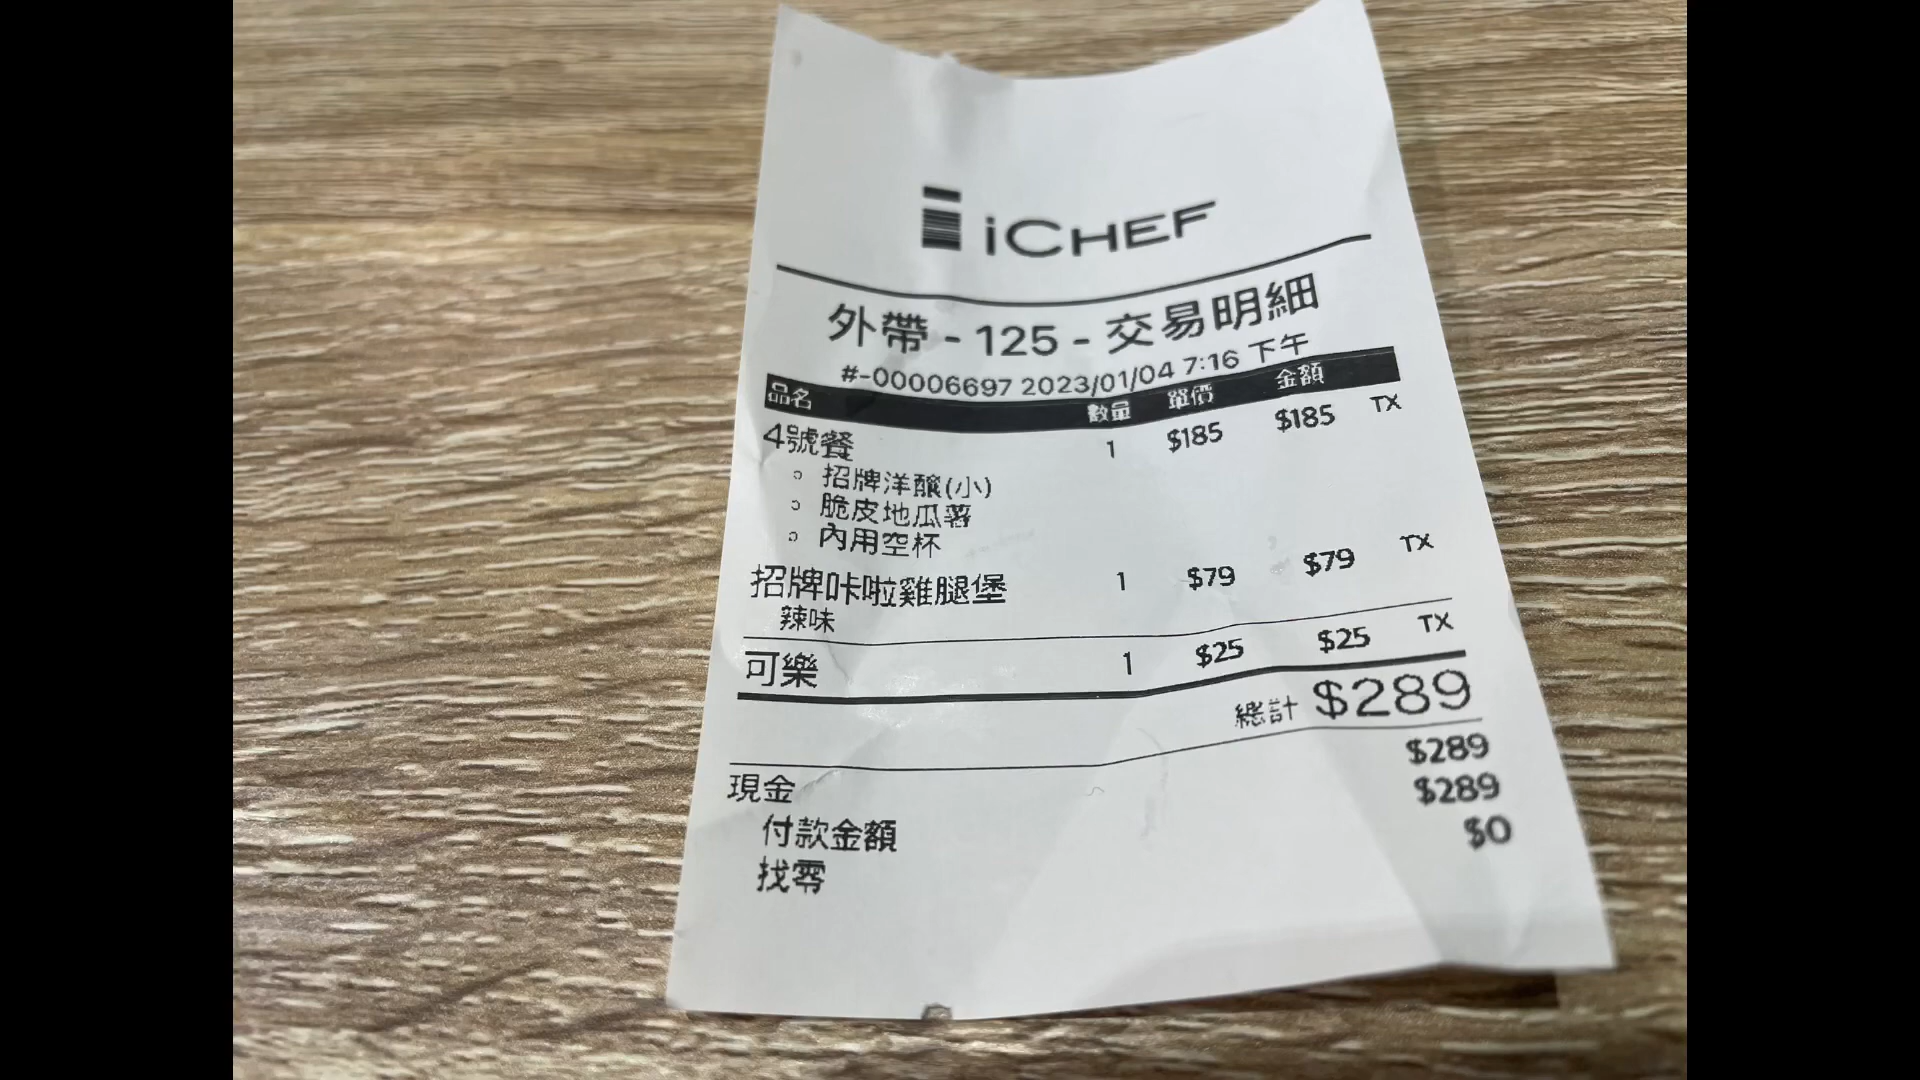 iCHEF
外帶 - 125 - 交易明細
#-00006697 2023/01/04 7:16 下午
品名 數量 單價 金額
4號餐 1 $185 $185 TX
◦ 招牌洋釀(小)
◦ 脆皮地瓜薯
◦ 內用空杯
招牌咔啦雞腿堡 1 $79 $79 TX
辣味
可樂 1 $25 $25 TX
總計 $289
現金 $289
付款金額 $289
找零 $0